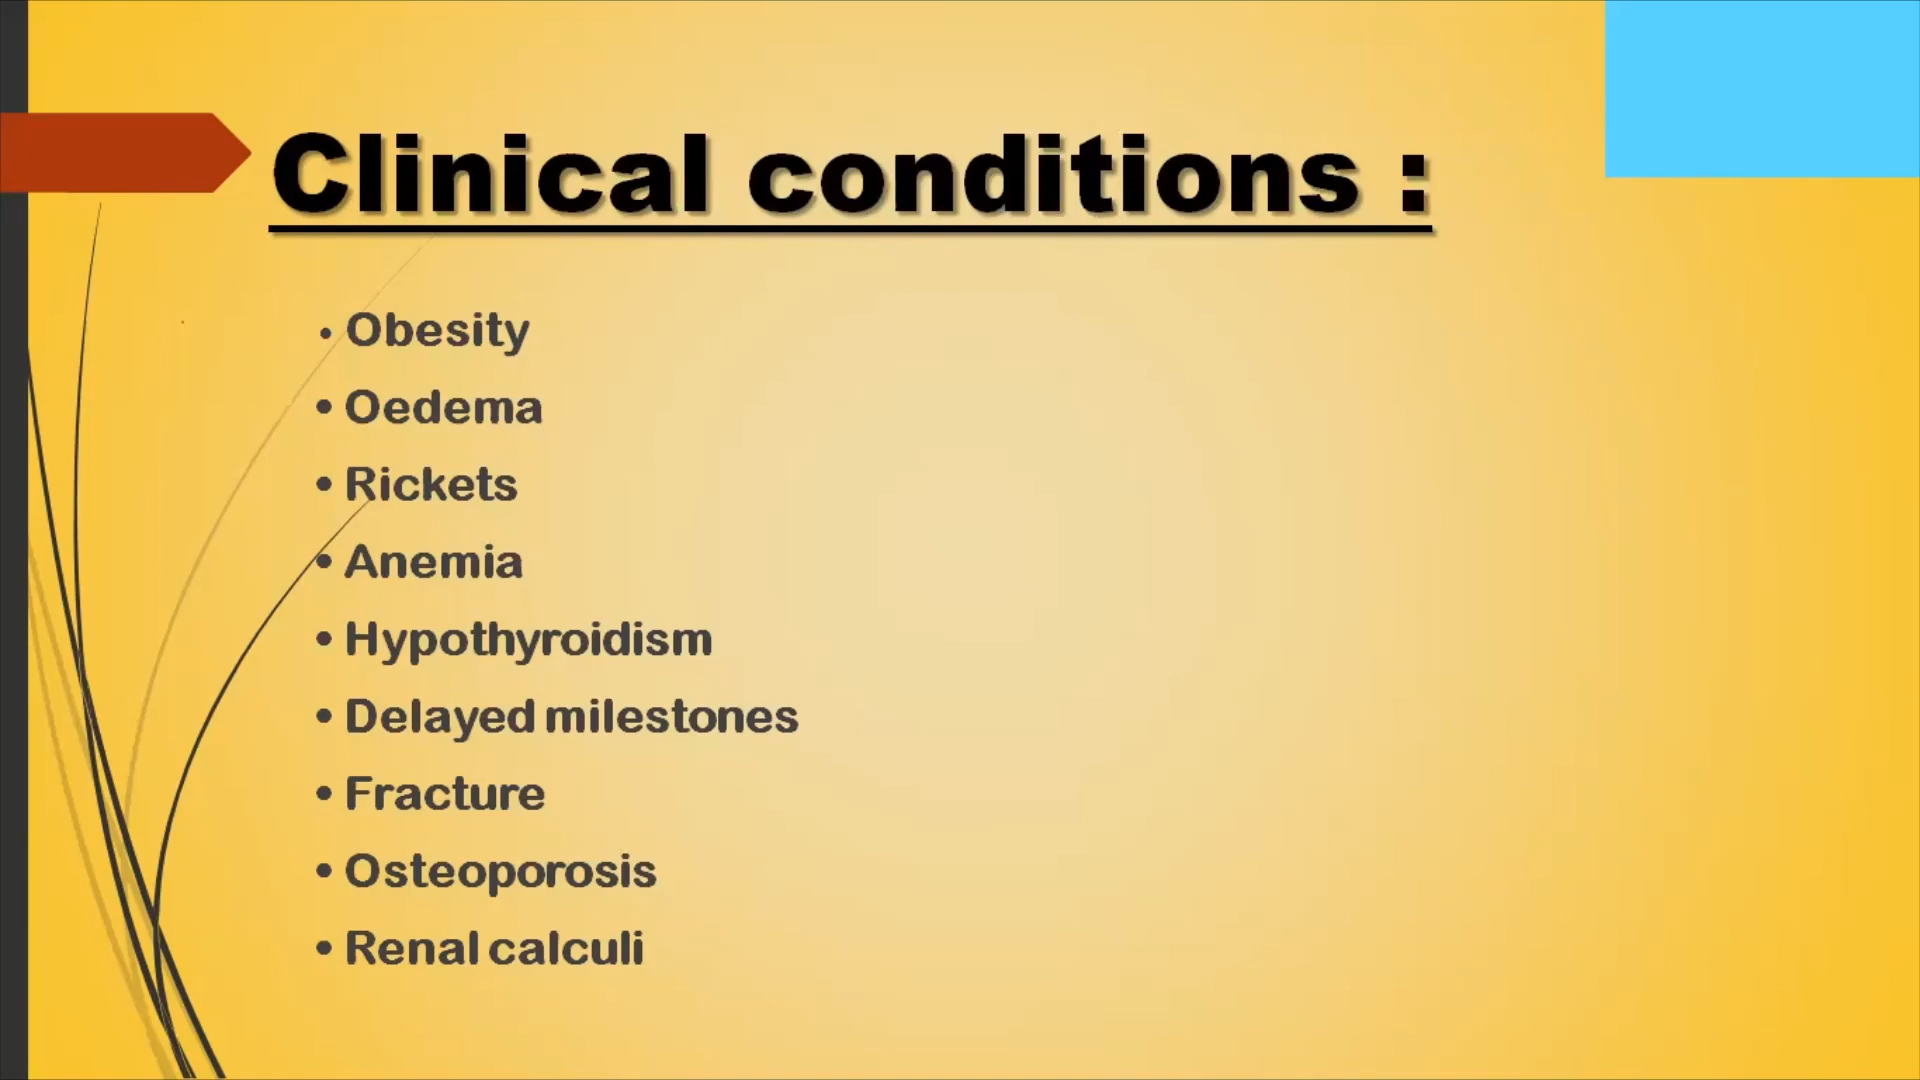 Clinical conditions :
• Obesity
• Oedema
• Rickets
• Anemia
• Hypothyroidism
• Delayed milestones
• Fracture
• Osteoporosis
• Renal calculi